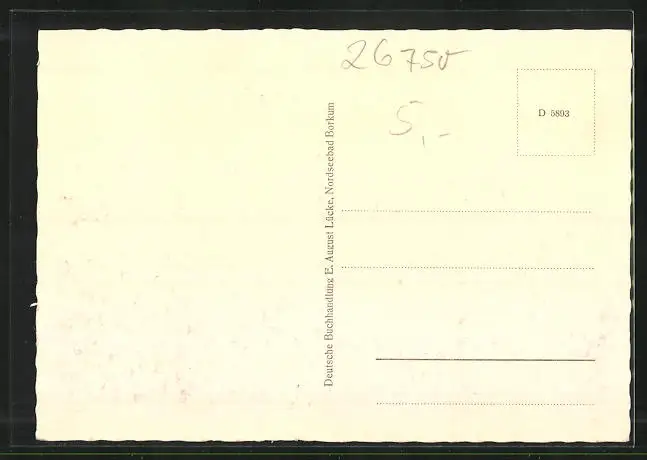 26750
5,-
D 5893
Deutsche Buchhandlung E. August Lücke, Nordseebad Borkum